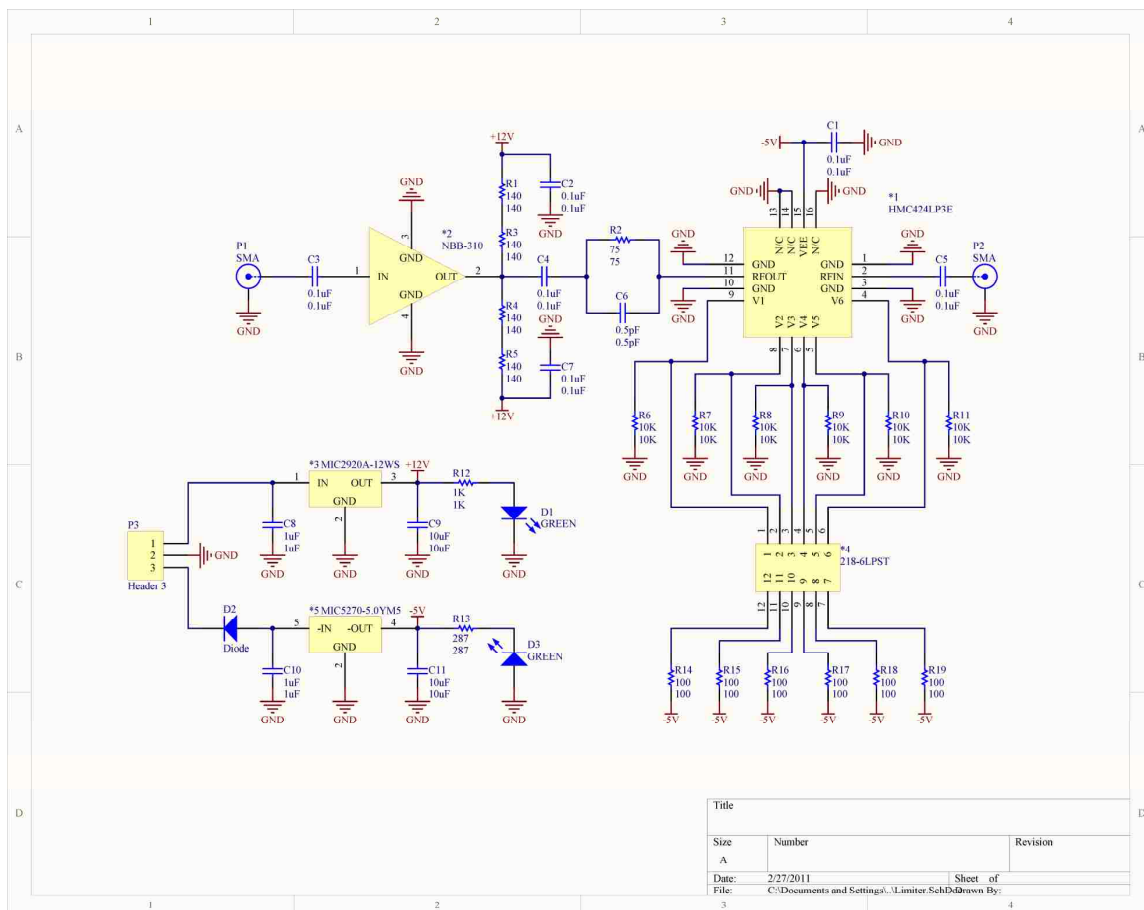 1 2 3 4
A A
B B
C C
D D
+12V
R1
140
140
C2
0.1uF
0.1uF
GND
R3
140
140
GND
3
GND
*2
NBB-310
P1
SMA
GND
C3
0.1uF
0.1uF
1
IN
OUT
2
GND
4
GND
C4
0.1uF
0.1uF
GND
R4
140
140
R5
140
140
C7
0.1uF
0.1uF
+12V
R2
75
75
C6
0.5pF
0.5pF
-5V
C1
0.1uF
0.1uF
GND
GND
GND
13 14 15 16
N/C N/C VEE N/C
*1
HMC424LP3E
GND
GND
12
11
10
9
GND
RFOUT
GND
V1
GND
RFIN
GND
V6
1
2
3
4
V2 V3 V4 V5
8 7 6 5
GND
GND
C5
0.1uF
0.1uF
P2
SMA
GND
R6
10K
10K
GND
R7
10K
10K
GND
R8
10K
10K
GND
R9
10K
10K
GND
R10
10K
10K
GND
R11
10K
10K
GND
1 2 3 4 5 6
1 2 3 4 5 6
*4
218-6LPST
12 11 10 9 8 7
12 11 10 9 8 7
R14
100
100
-5V
R15
100
100
-5V
R16
100
100
-5V
R17
100
100
-5V
R18
100
100
-5V
R19
100
100
-5V
P3
1
2
3
Header 3
GND
C8
1uF
1uF
GND
*3 MIC2920A-12WS
1
IN OUT
3
GND
2
GND
+12V
C9
10uF
10uF
GND
R12
1K
1K
D1
GREEN
GND
D2
Diode
C10
1uF
1uF
GND
*5 MIC5270-5.0YM5
5
-IN -OUT
4
GND
2
GND
-5V
C11
10uF
10uF
GND
R13
287
287
D3
GREEN
GND
Title
Size
A
Number
Revision
Date: 2/27/2011 Sheet of
File: C:\Documents and Settings\..\Limiter.SchDoc Drawn By:
1 2 3 4